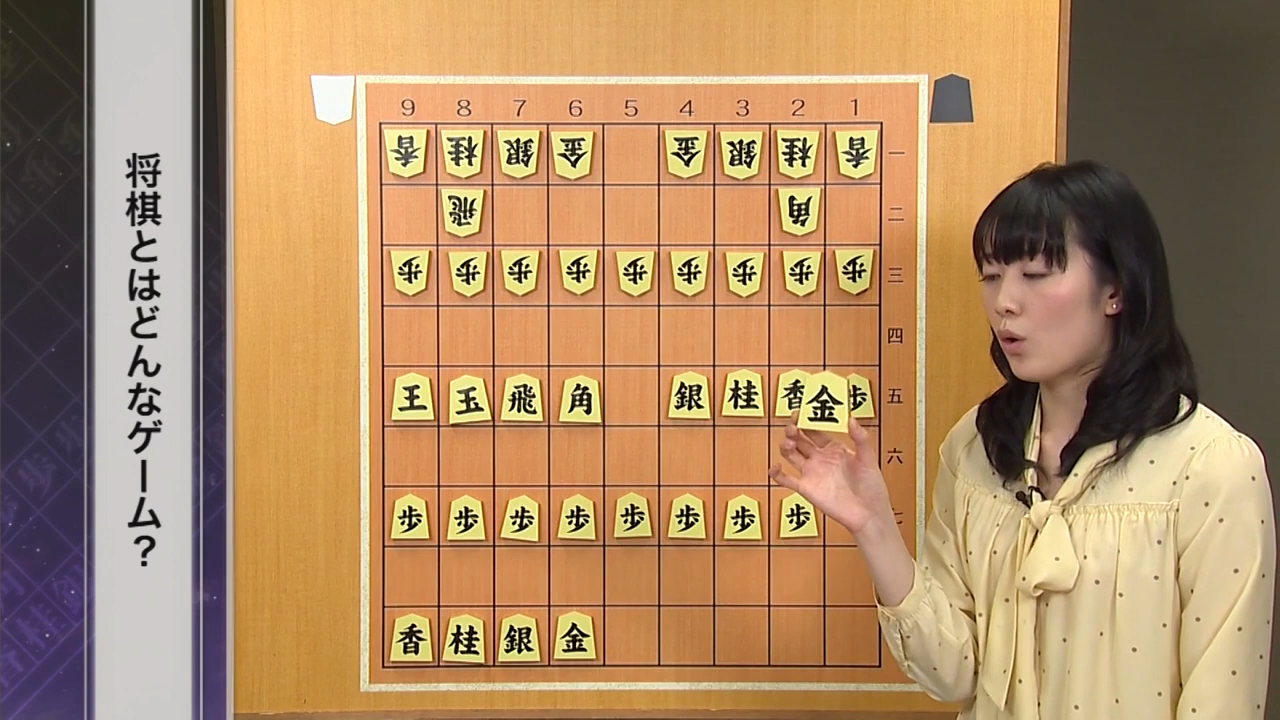 将棋とはどんなゲーム？
9 8 7 6 5 4 3 2 1
香 桂 銀 金 金 銀 桂 香 一
飛 角 二
歩 歩 歩 歩 歩 歩 歩 歩 歩 三
四
王 玉 飛 角 銀 桂 香 金 歩 五
六
歩 歩 歩 歩 歩 歩 歩 歩 七
香 桂 銀 金